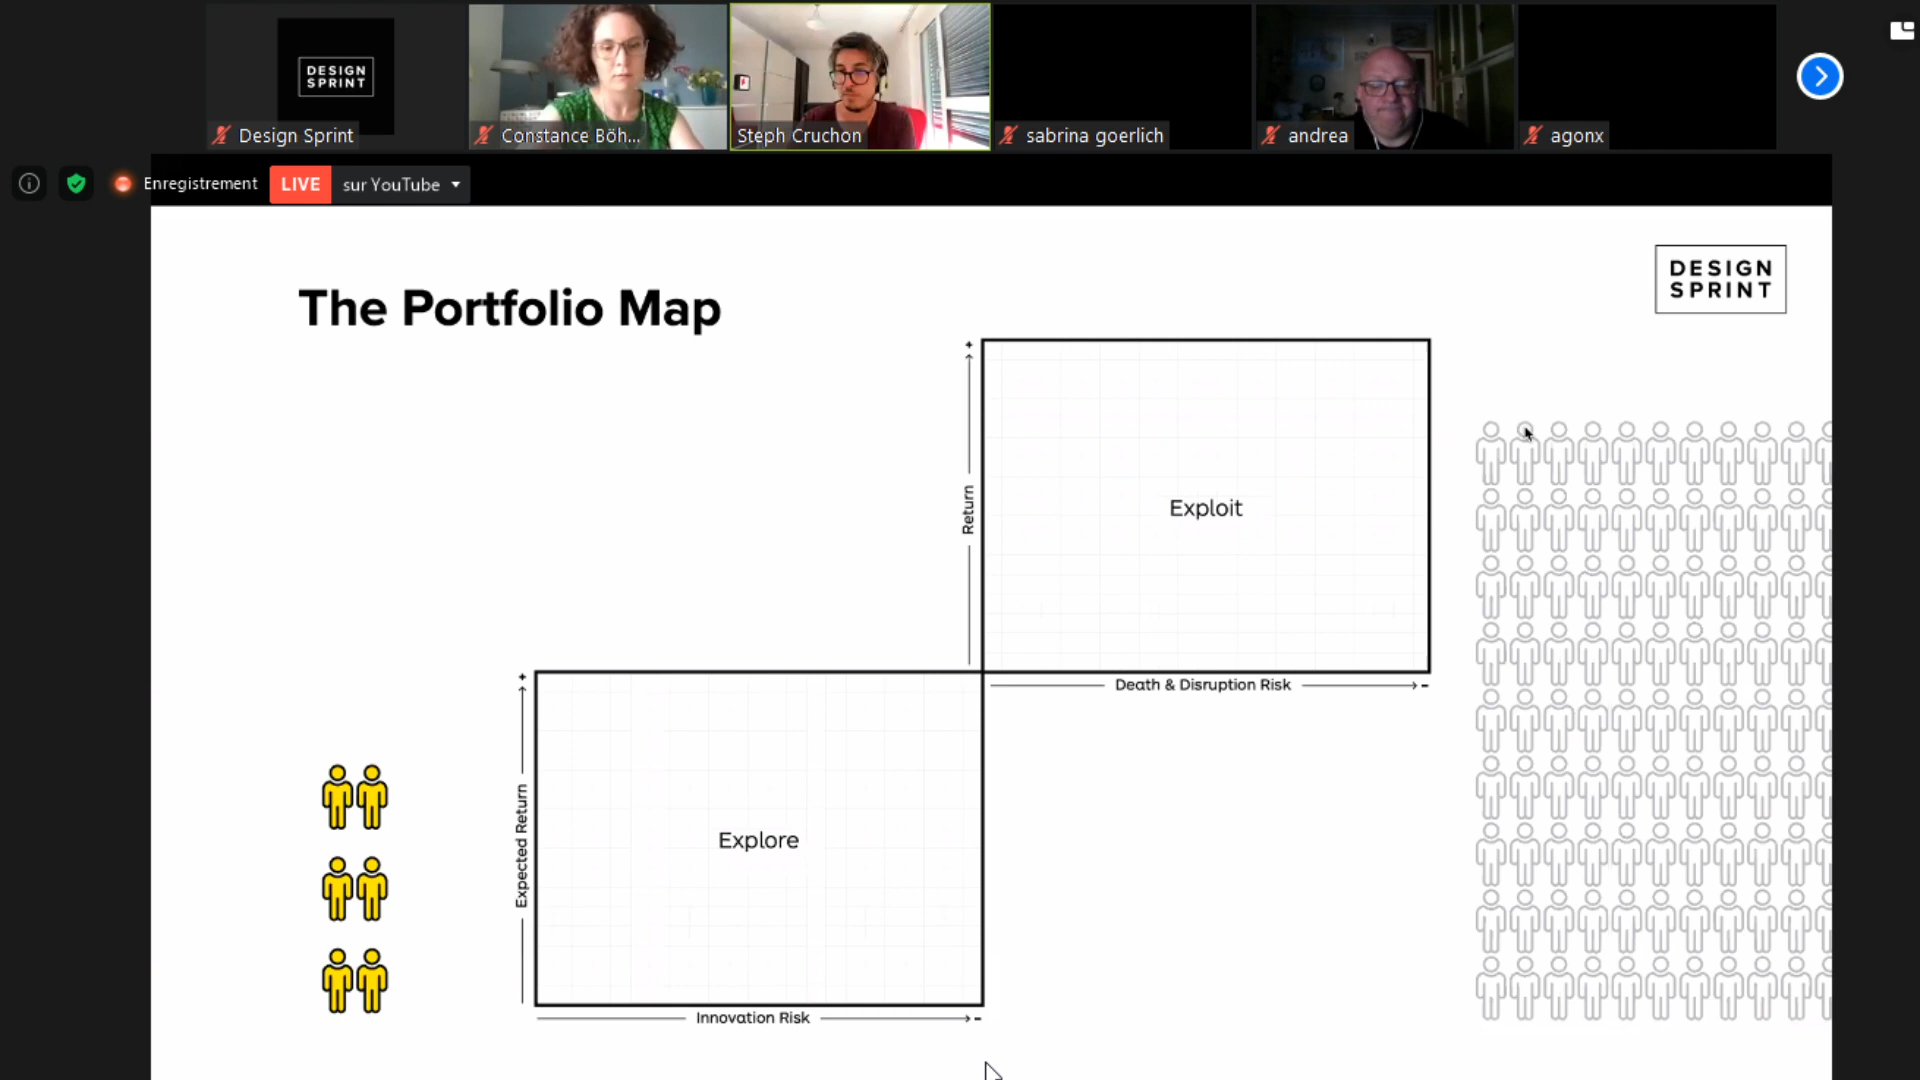 DESIGN
SPRINT
Design Sprint
Constance Böh...
Steph Cruchon
sabrina goerlich
andrea
agonx
Enregistrement
LIVE
sur YouTube
DESIGN
SPRINT
The Portfolio Map
+
Return
Exploit
Death & Disruption Risk
-
+
Expected Return
Explore
Innovation Risk
-